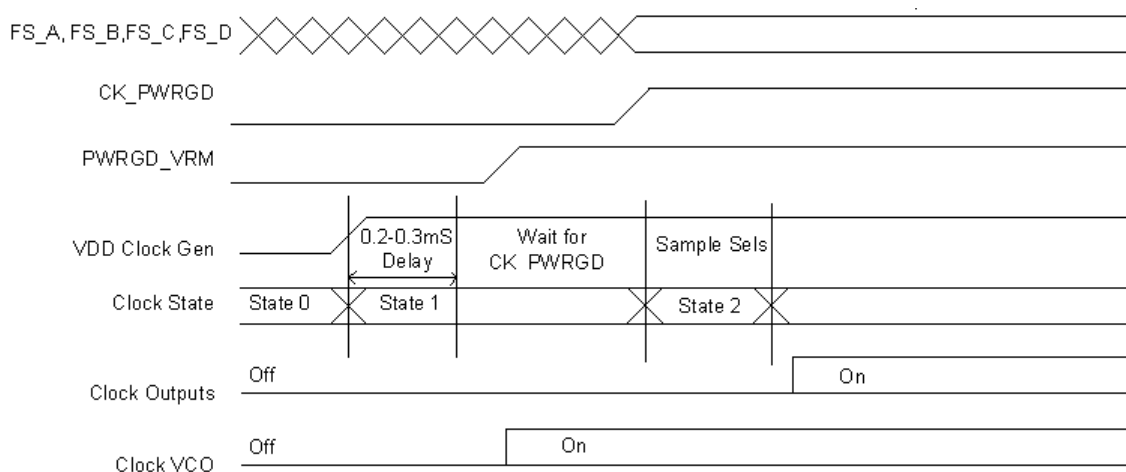 FS_A, FS_B,FS_C,FS_D
CK_PWRGD
PWRGD_VRM
VDD Clock Gen
0.2-0.3mS
Delay
Wait for
CK PWRGD
Sample Sels
Clock State
State 0
State 1
State 2
Clock Outputs
Off
On
Clock VCO
Off
On